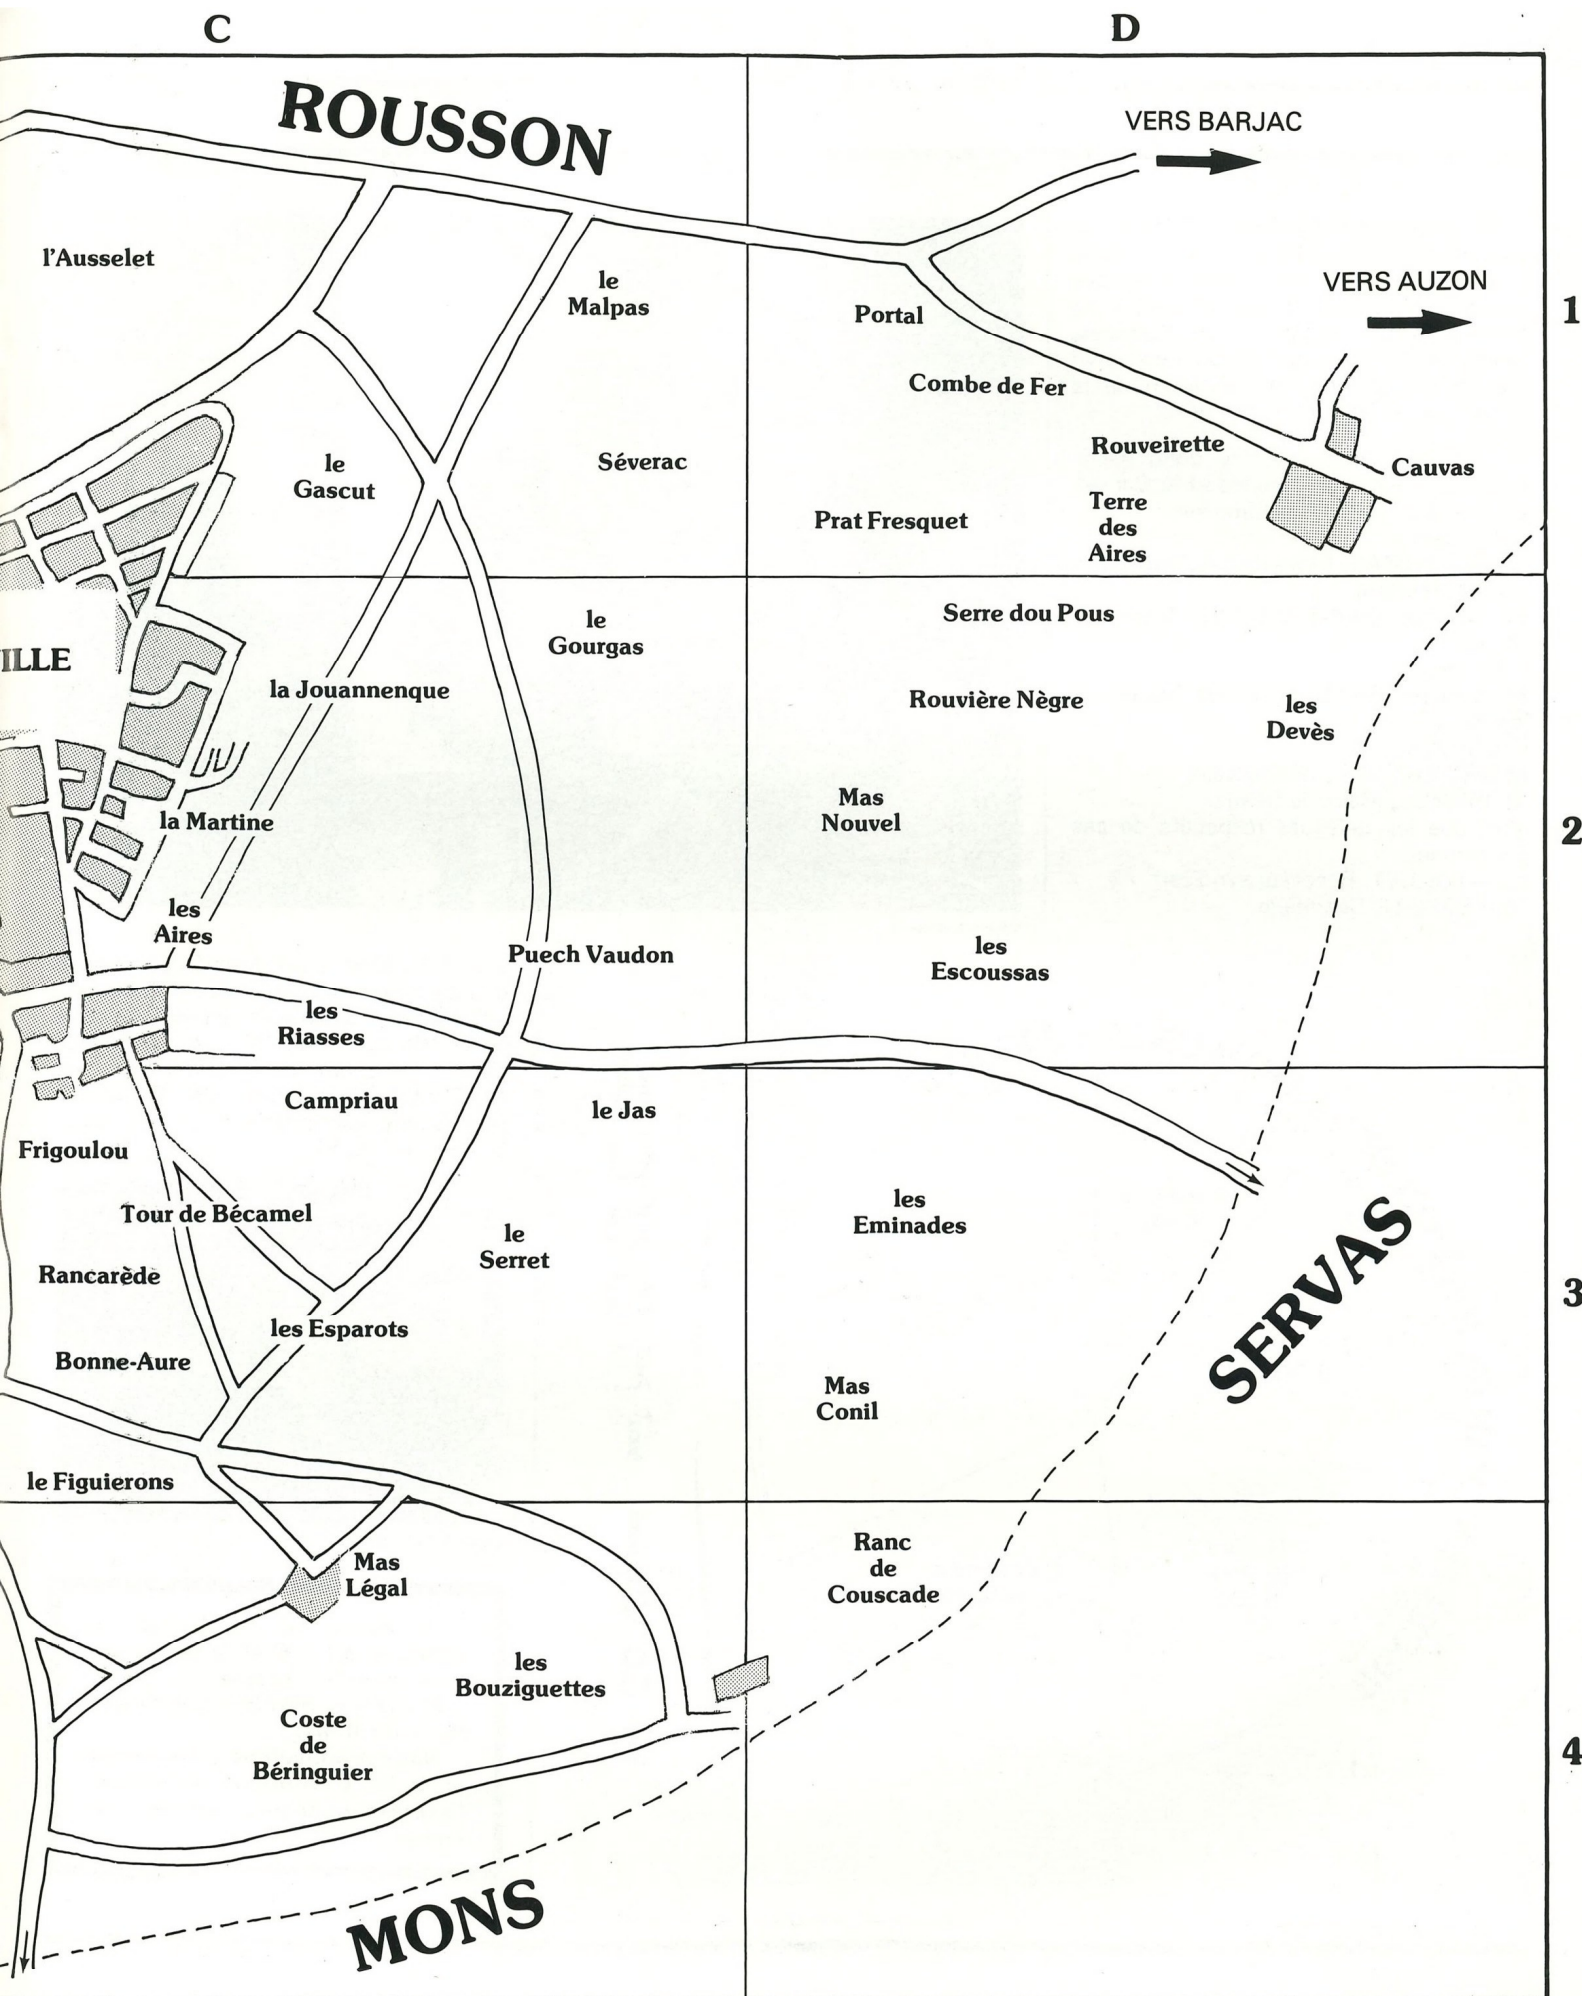 C
D
ROUSSON
VERS BARJAC
l'Ausselet
le
Malpas
VERS AUZON
Portal
1
Combe de Fer
Rouveirette
le
Gascut
Séverac
Cauvas
Prat Fresquet
Terre
des
Aires
le
Gourgas
Serre dou Pous
ILLE
la Jouannenque
Rouvière Nègre
les
Devès
Mas
Nouvel
la Martine
2
les
Aires
Puech Vaudon
les
Escoussas
les
Riasses
Campriau
le Jas
Frigoulou
Tour de Bécamel
les
Eminades
le
Serret
Rancarède
SERVAS
3
les Esparots
Bonne-Aure
Mas
Conil
le Figuierons
Mas
Légal
Ranc
de
Couscade
les
Bouziguettes
Coste
de
Béringuier
4
MONS